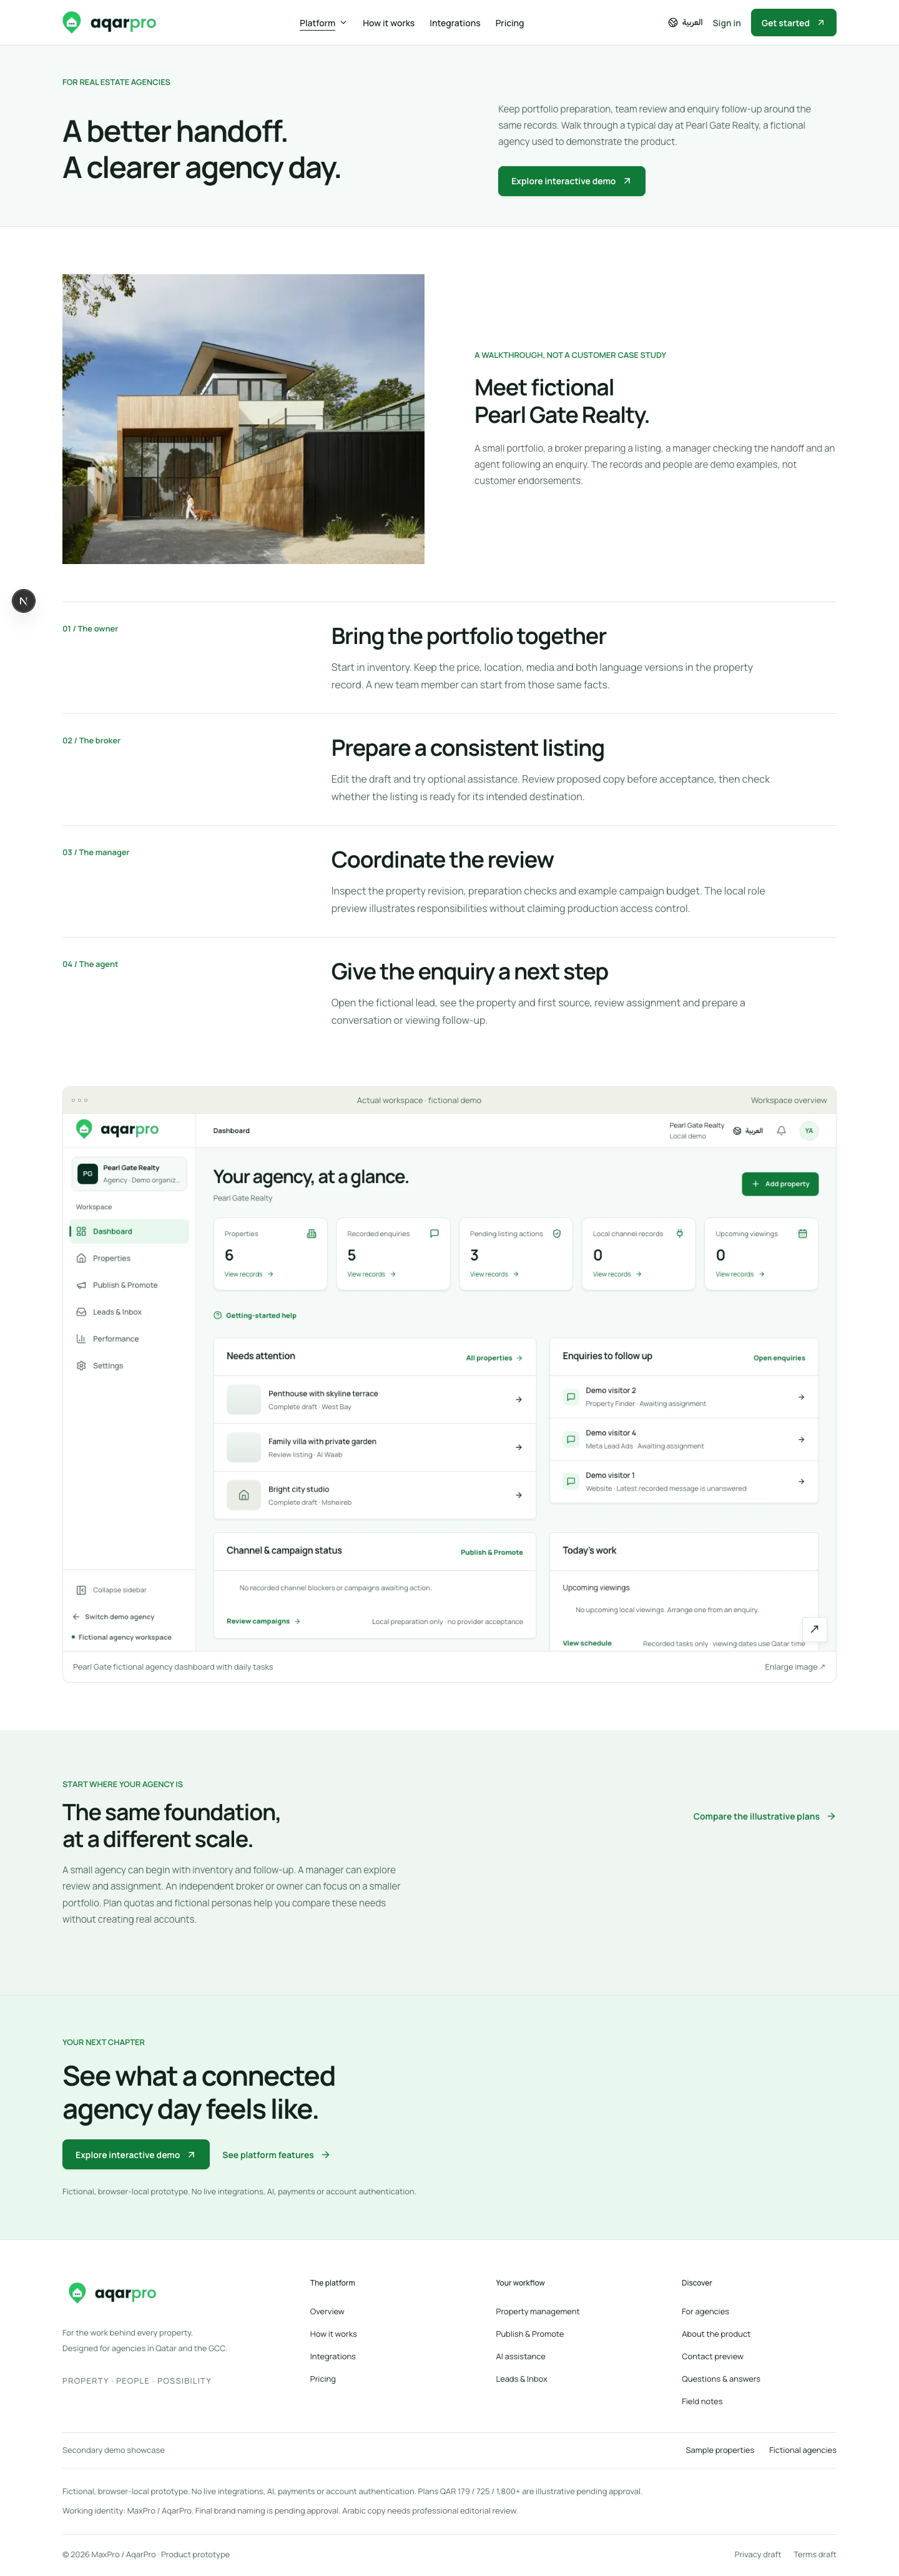 aqarpro
Platform
How it works
Integrations
Pricing
العربية
Sign in
Get started
FOR REAL ESTATE AGENCIES
A better handoff.
A clearer agency day.
Keep portfolio preparation, team review and enquiry follow-up around the
same records. Walk through a typical day at Pearl Gate Realty, a fictional
agency used to demonstrate the product.
Explore interactive demo
A WALKTHROUGH, NOT A CUSTOMER CASE STUDY
Meet fictional
Pearl Gate Realty.
A small portfolio, a broker preparing a listing, a manager checking the handoff and an
agent following an enquiry. The records and people are demo examples, not
customer endorsements.
N
01 / The owner
Bring the portfolio together
Start in inventory. Keep the price, location, media and both language versions in the property
record. A new team member can start from those same facts.
02 / The broker
Prepare a consistent listing
Edit the draft and try optional assistance. Review proposed copy before acceptance, then check
whether the listing is ready for its intended destination.
03 / The manager
Coordinate the review
Inspect the property revision, preparation checks and example campaign budget. The local role
preview illustrates responsibilities without claiming production access control.
04 / The agent
Give the enquiry a next step
Open the fictional lead, see the property and first source, review assignment and prepare a
conversation or viewing follow-up.
Actual workspace · fictional demo
Workspace overview
aqarpro
Dashboard
Pearl Gate Realty
Local demo
العربية
YA
PG
Pearl Gate Realty
Agency · Demo organiz...
Workspace
Dashboard
Properties
Publish & Promote
Leads & Inbox
Performance
Settings
Collapse sidebar
Switch demo agency
Fictional agency workspace
Your agency, at a glance.
Pearl Gate Realty
Add property
Properties
6
View records
Recorded enquiries
5
View records
Pending listing actions
3
View records
Local channel records
0
View records
Upcoming viewings
0
View records
Getting-started help
Needs attention
All properties
Penthouse with skyline terrace
Complete draft · West Bay
Family villa with private garden
Review listing · Al Waab
Bright city studio
Complete draft · Msheireb
Enquiries to follow up
Open enquiries
Demo visitor 2
Property Finder · Awaiting assignment
Demo visitor 4
Meta Lead Ads · Awaiting assignment
Demo visitor 1
Website · Latest recorded message is unanswered
Channel & campaign status
Publish & Promote
No recorded channel blockers or campaigns awaiting action.
Review campaigns
Local preparation only · no provider acceptance
Today's work
Upcoming viewings
No upcoming local viewings. Arrange one from an enquiry.
View schedule
Recorded tasks only · viewing dates use Qatar time
Pearl Gate fictional agency dashboard with daily tasks
Enlarge image ↗
START WHERE YOUR AGENCY IS
The same foundation,
at a different scale.
A small agency can begin with inventory and follow-up. A manager can explore
review and assignment. An independent broker or owner can focus on a smaller
portfolio. Plan quotas and fictional personas help you compare these needs
without creating real accounts.
Compare the illustrative plans
YOUR NEXT CHAPTER
See what a connected
agency day feels like.
Explore interactive demo
See platform features
Fictional, browser-local prototype. No live integrations, AI, payments or account authentication.
aqarpro
For the work behind every property.
Designed for agencies in Qatar and the GCC.
PROPERTY · PEOPLE · POSSIBILITY
The platform
Overview
How it works
Integrations
Pricing
Your workflow
Property management
Publish & Promote
AI assistance
Leads & Inbox
Discover
For agencies
About the product
Contact preview
Questions & answers
Field notes
Secondary demo showcase
Sample properties
Fictional agencies
Fictional, browser-local prototype. No live integrations, AI, payments or account authentication. Plans QAR 179 / 725 / 1,800+ are illustrative pending approval.
Working identity: MaxPro / AqarPro. Final brand naming is pending approval. Arabic copy needs professional editorial review.
© 2026 MaxPro / AqarPro · Product prototype
Privacy draft
Terms draft